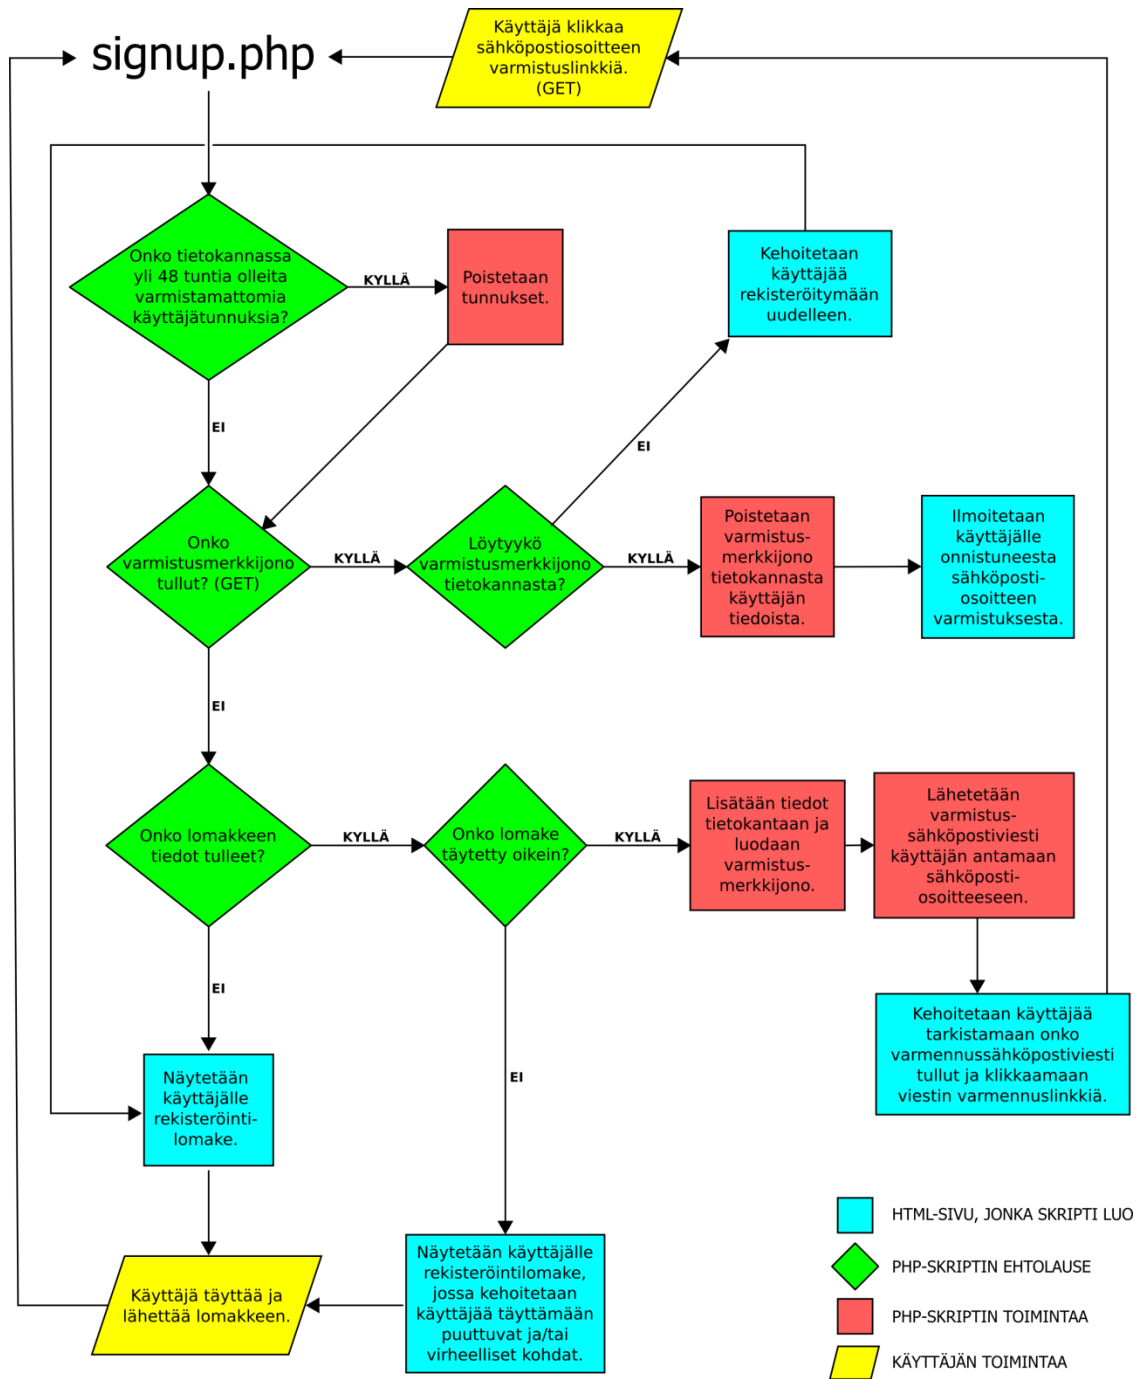 signup.php
Käyttäjä klikkaa
sähköpostiosoitteen
varmistuslinkkiä.
(GET)
Onko tietokannassa
yli 48 tuntia olleita
varmistamattomia
käyttäjätunnuksia?
KYLLÄ
Poistetaan
tunnukset.
Kehoitetaan
käyttäjää
rekisteröitymään
uudelleen.
EI
EI
Onko
varmistusmerkkijono
tullut? (GET)
KYLLÄ
Löytyykö
varmistusmerkkijono
tietokannasta?
KYLLÄ
Poistetaan
varmistus-
merkkijono
tietokannasta
käyttäjän
tiedoista.
Ilmoitetaan
käyttäjälle
onnistuneesta
sähköposti-
osoitteen
varmistuksesta.
EI
Onko lomakkeen
tiedot tulleet?
KYLLÄ
Onko lomake
täytetty oikein?
KYLLÄ
Lisätään tiedot
tietokantaan ja
luodaan
varmistus-
merkkijono.
Lähetetään
varmistus-
sähköpostiviesti
käyttäjän antamaan
sähköposti-
osoitteeseen.
EI
EI
Kehoitetaan käyttäjää
tarkistamaan onko
varmennussähköpostiviesti
tullut ja klikkaamaan
viestin varmennuslinkkiä.
Näytetään
käyttäjälle
rekisteröinti-
lomake.
Käyttäjä täyttää ja
lähettää lomakkeen.
Näytetään käyttäjälle
rekisteröintilomake,
jossa kehoitetaan
käyttäjää täyttämään
puuttuvat ja/tai
virheelliset kohdat.
HTML-SIVU, JONKA SKRIPTI LUO
PHP-SKRIPTIN EHTOLAUSE
PHP-SKRIPTIN TOIMINTAA
KÄYTTÄJÄN TOIMINTAA